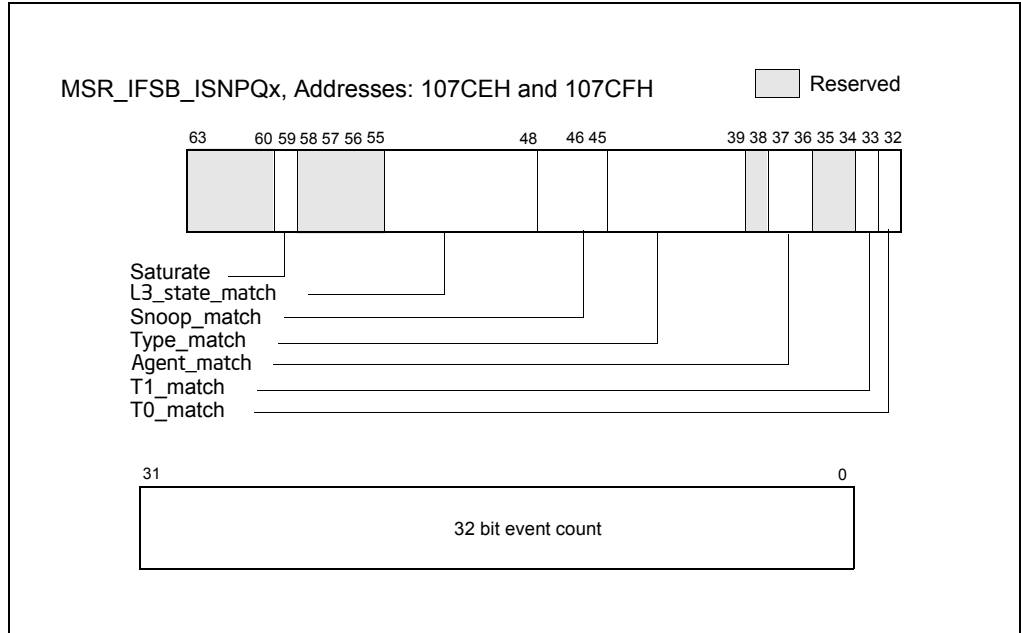 MSR_IFSB_ISNPQx, Addresses: 107CEH and 107CFH
Reserved
63 60 59 58 57 56 55 48 46 45 39 38 37 36 35 34 33 32
Saturate
L3_state_match
Snoop_match
Type_match
Agent_match
T1_match
T0_match
31 0
32 bit event count